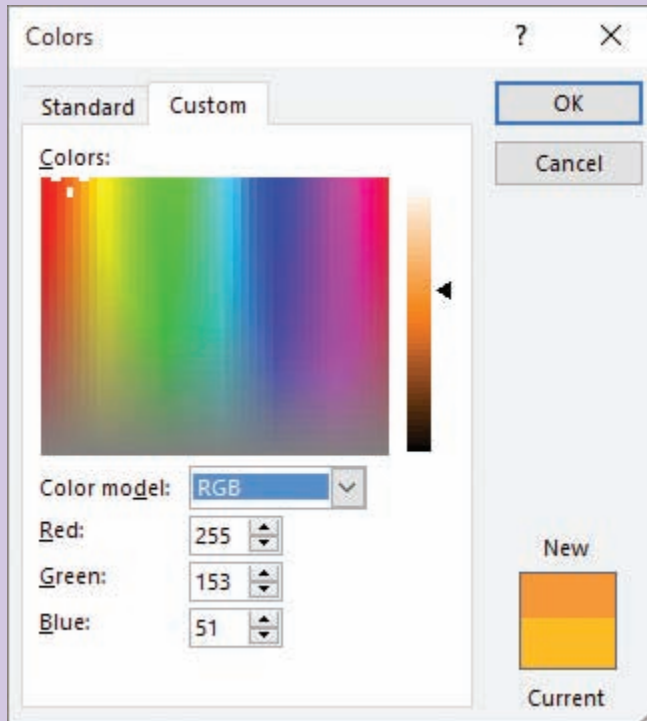 Colors
?
Standard
Custom
OK
Cancel
Colors:
Color model: RGB
Red: 255
Green: 153
Blue: 51
New
Current